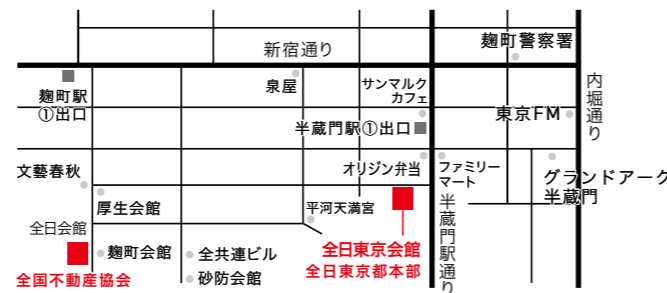 新宿通り
麹町警察署
麹町駅
①出口
泉屋
サンマルク
カフェ
内堀通り
東京FM
半蔵門駅①出口
文藝春秋
オリジン弁当
ファミリー
マート
グランドアーク
半蔵門
厚生会館
平河天満宮
半蔵門駅通り
全日会館
麹町会館
全共連ビル
全日東京会館
全国不動産協会
砂防会館
全日東京都本部